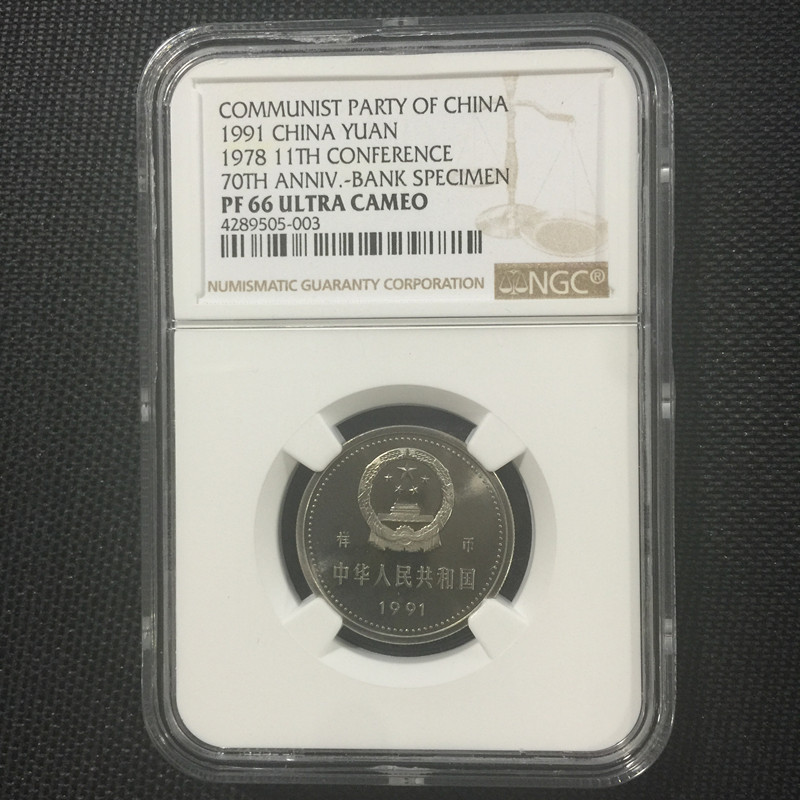 COMMUNIST PARTY OF CHINA
1991 CHINA YUAN
1978 11TH CONFERENCE
70TH ANNIV.-BANK SPECIMEN
PF 66 ULTRA CAMEO
4289505-003
NUMISMATIC GUARANTY CORPORATION
NGC®
样 币
中华人民共和国
1991